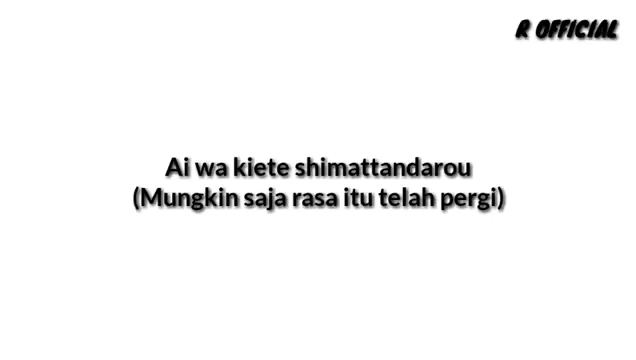 R OFFICIAL
Ai wa kiete shimattandarou
(Mungkin saja rasa itu telah pergi)